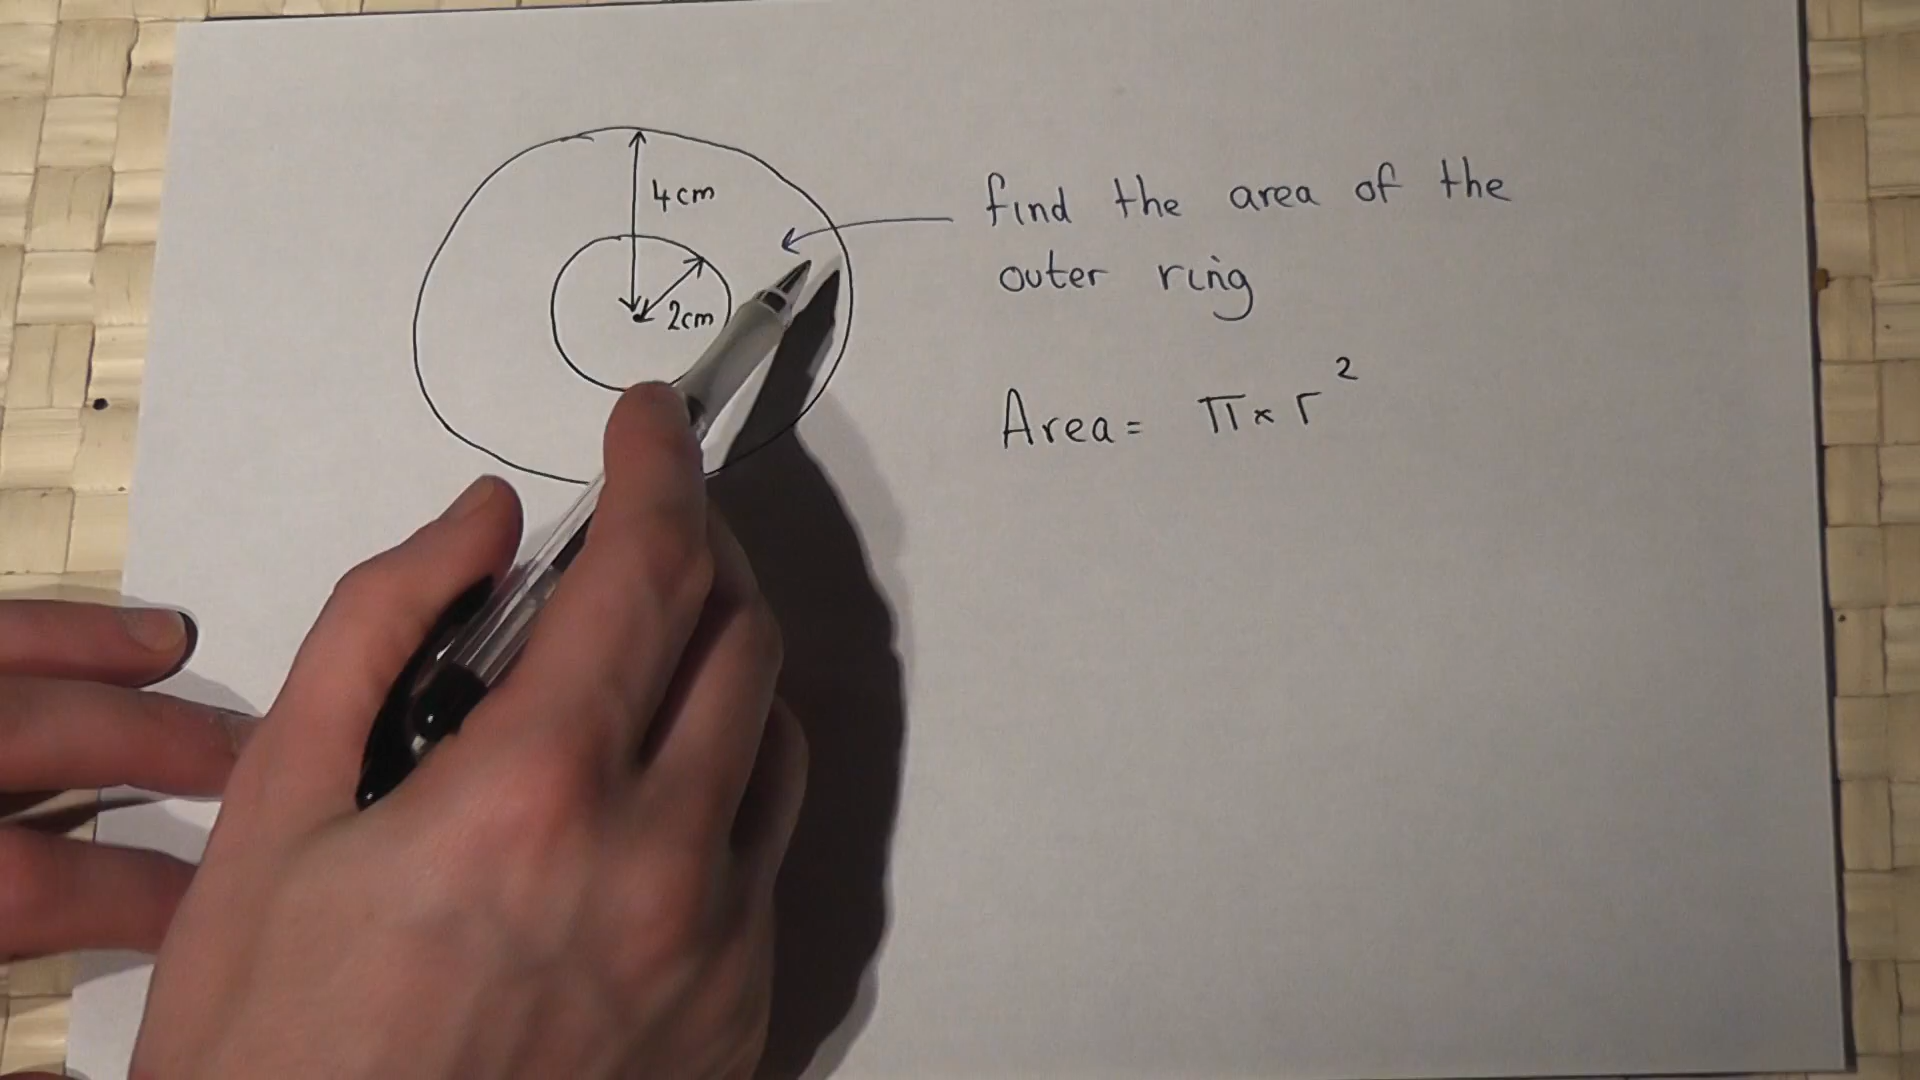 4cm
2cm
find the area of the
outer ring
Area = π × r²